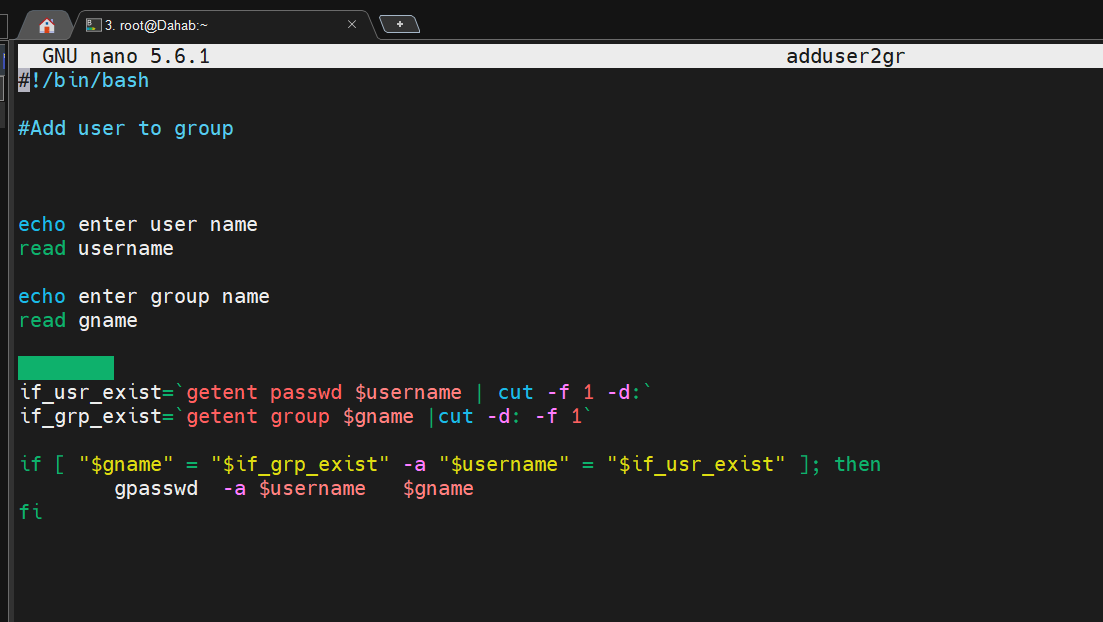 3. root@Dahab:~
GNU nano 5.6.1 adduser2gr
#!/bin/bash
#Add user to group
echo enter user name
read username
echo enter group name
read gname
if_usr_exist=`getent passwd $username | cut -f 1 -d:`
if_grp_exist=`getent group $gname |cut -d: -f 1`
if [ "$gname" = "$if_grp_exist" -a "$username" = "$if_usr_exist" ]; then
gpasswd  -a $username   $gname
fi